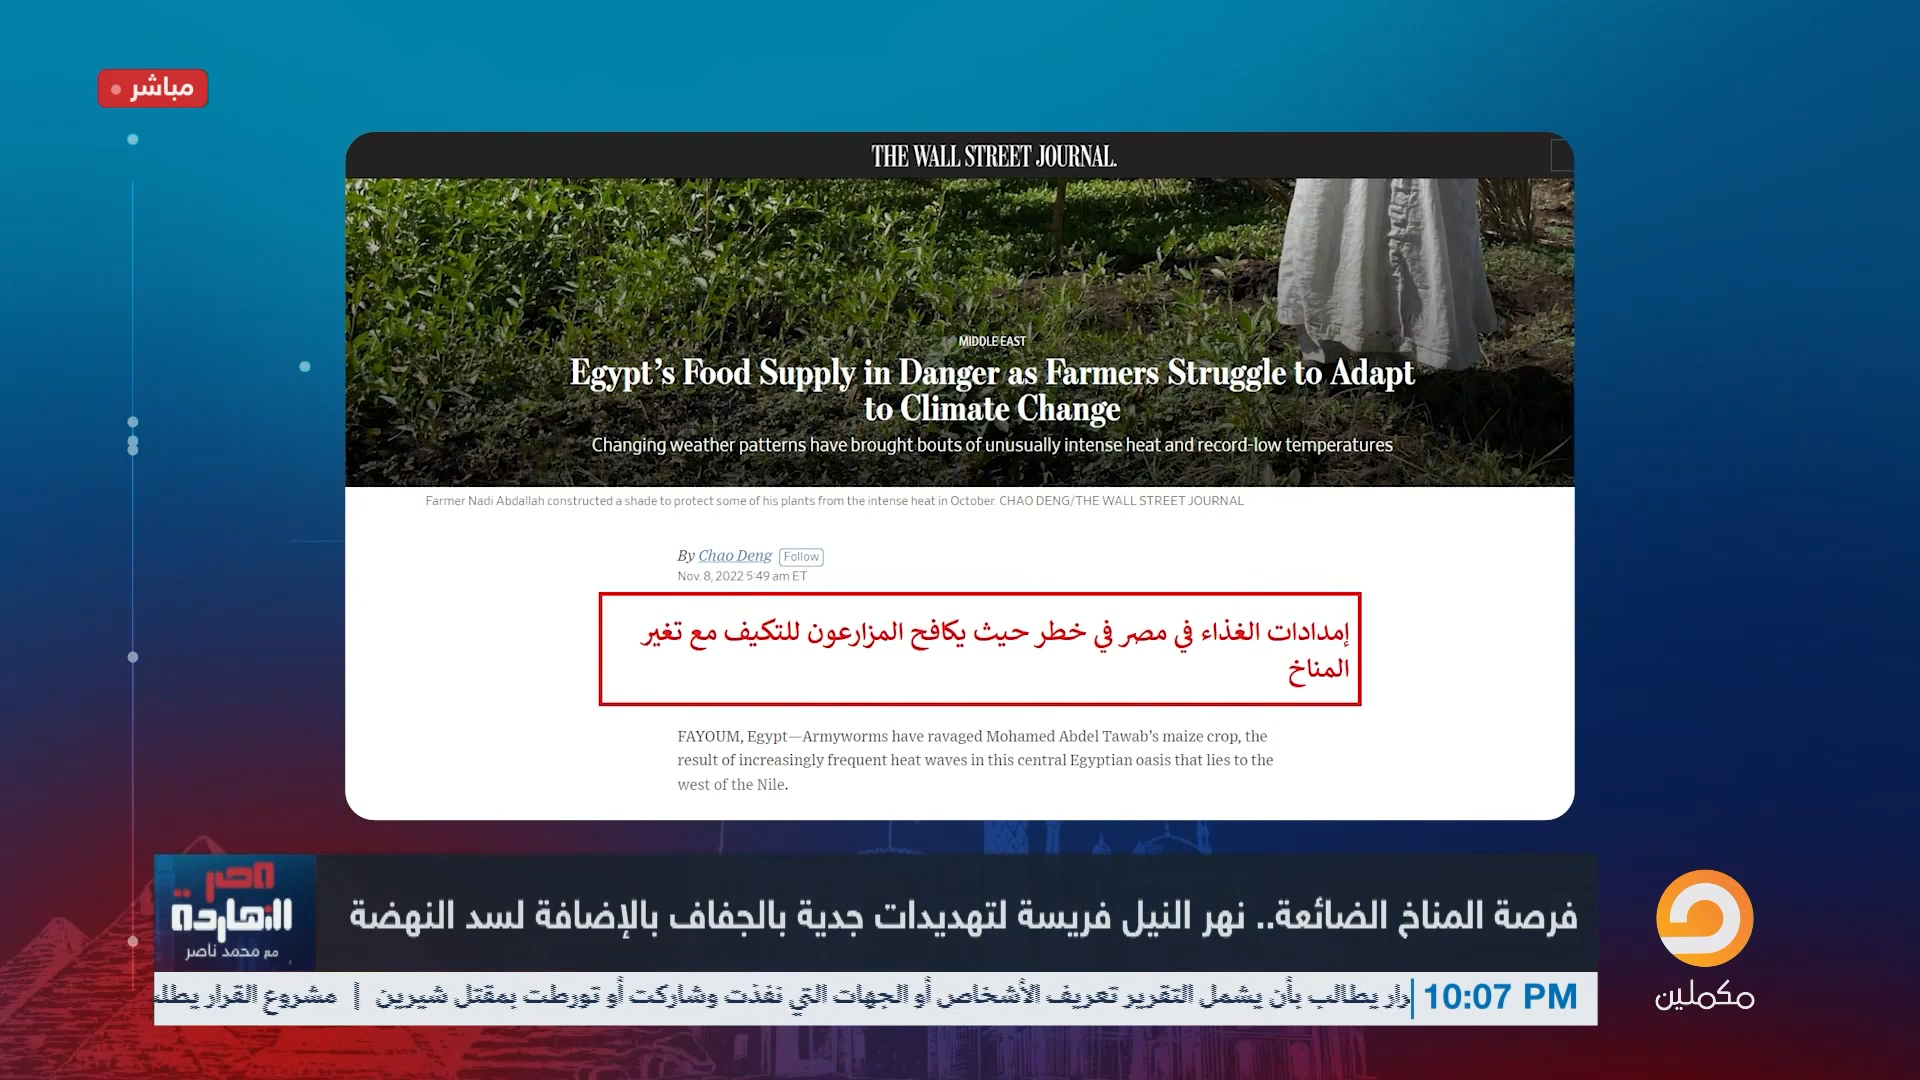 مباشر
THE WALL STREET JOURNAL.
MIDDLE EAST
Egypt’s Food Supply in Danger as Farmers Struggle to Adapt
to Climate Change
Changing weather patterns have brought bouts of unusually intense heat and record-low temperatures
Farmer Nadi Abdallah constructed a shade to protect some of his plants from the intense heat in October. CHAO DENG/THE WALL STREET JOURNAL
By Chao Deng Follow
Nov. 8, 2022 5:49 am ET
إمدادات الغذاء في مصر في خطر حيث يكافح المزارعون للتكيف مع تغير
المناخ
FAYOUM, Egypt—Armyworms have ravaged Mohamed Abdel Tawab’s maize crop, the
result of increasingly frequent heat waves in this central Egyptian oasis that lies to the
west of the Nile.
فرصة المناخ الضائعة.. نهر النيل فريسة لتهديدات جدية بالجفاف بالإضافة لسد النهضة
مصر
النهاردة
مع محمد ناصر
10:07 PM
يطالب بأن يشمل التقرير تعريف الأشخاص أو الجهات التي نفذت وشاركت أو تورطت بمقتل شيرين | مشروع القرار
مكملين